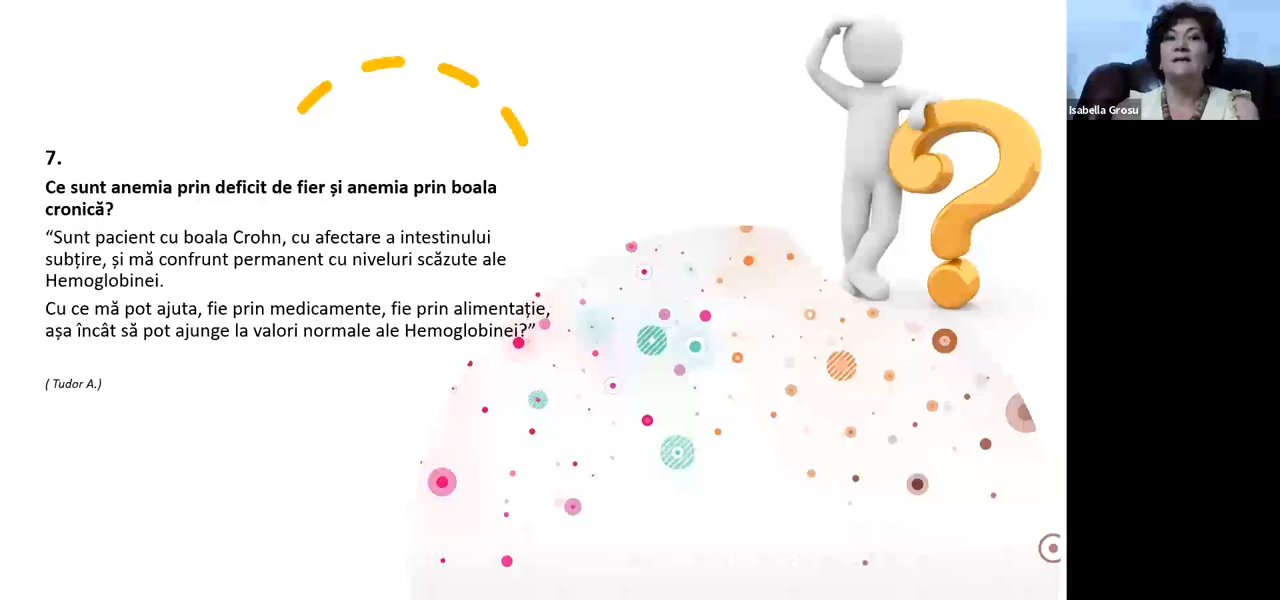 7.
Ce sunt anemia prin deficit de fier și anemia prin boala
cronică?
“Sunt pacient cu boala Crohn, cu afectare a intestinului
subțire, și mă confrunt permanent cu niveluri scăzute ale
Hemoglobinei.
Cu ce mă pot ajuta, fie prin medicamente, fie prin alimentație,
așa încât să pot ajunge la valori normale ale Hemoglobinei?”
( Tudor A.)
Isabella Grosu